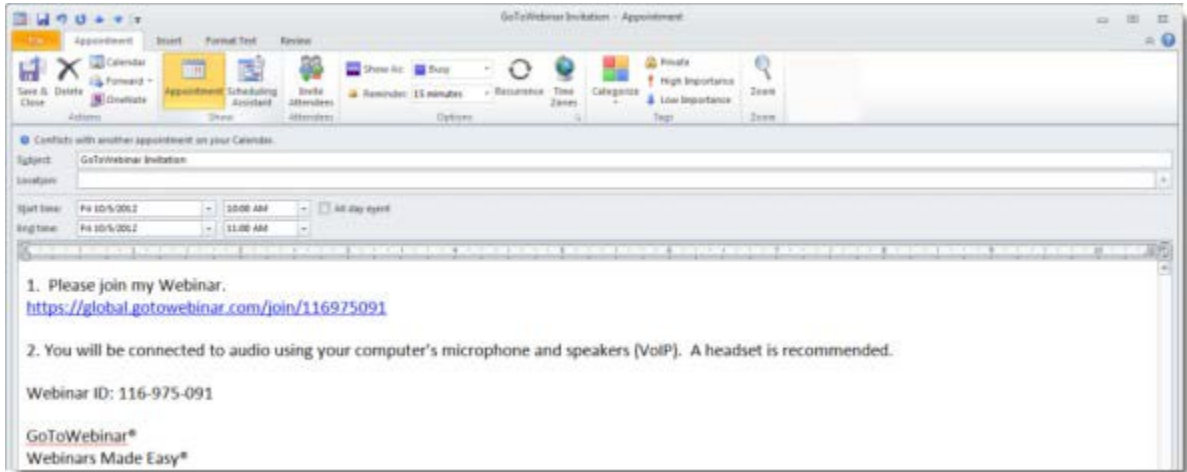 GoToWebinar Invitation - Appointment
File Appointment Insert Format Text Review
Save & Close
Delete
Calendar
Forward
OneNote
Actions
Appointment
Scheduling Assistant
Show
Invite Attendees
Attendees
Show As: Busy
Reminder: 15 minutes
Recurrence
Time Zones
Options
Categorize
Private
High Importance
Low Importance
Tags
Zoom
Zoom
Conflicts with another appointment on your Calendar.
Subject: GoToWebinar Invitation
Location:
Start time: Fri 10/5/2012 10:00 AM All day event
End time: Fri 10/5/2012 11:00 AM
1. Please join my Webinar.
https://global.gotowebinar.com/join/116975091
2. You will be connected to audio using your computer's microphone and speakers (VoIP). A headset is recommended.
Webinar ID: 116-975-091
GoToWebinar®
Webinars Made Easy®